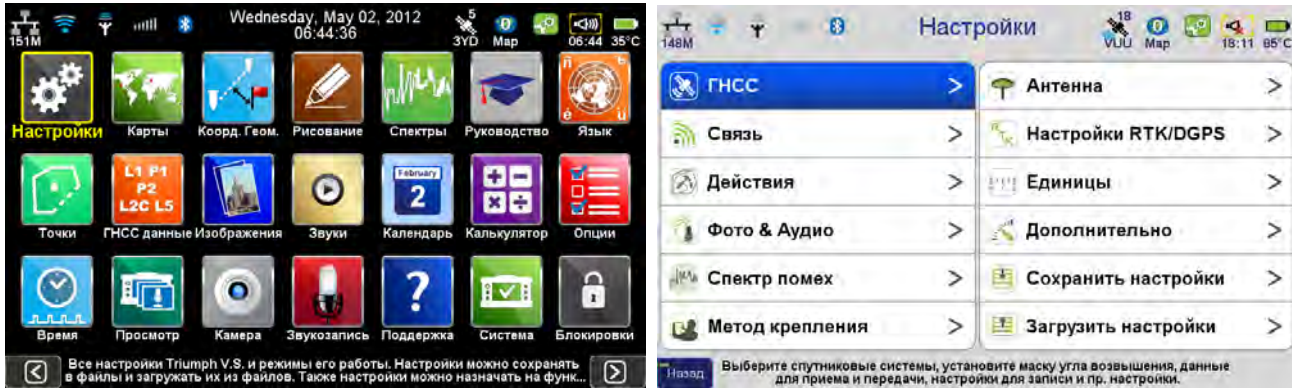 Wednesday, May 02, 2012
06:44:36
151M
5
3YD
Map
06:44
35°C
Настройки
Карты
Коорд. Геом.
Рисование
Спектры
Руководство
Язык
L1 P1
P2
L2C L5
February
2
Точки
ГНСС данные
Изображения
Звуки
Календарь
Калькулятор
Опции
Время
Просмотр
Камера
Звукозапись
Поддержка
Система
Блокировки
Все настройки Triumph V.S. и режимы его работы. Настройки можно сохранять
в файлы и загружать их из файлов. Также настройки можно назначать на функ...
148M
Настройки
18
VUU
Map
18:11
65°C
ГНСС
Связь
Действия
Фото & Аудио
Спектр помех
Метод крепления
Антенна
Настройки RTK/DGPS
Единицы
Дополнительно
Сохранить настройки
Загрузить настройки
Назад
Выберите спутниковые системы, установите маску угла возвышения, данные
для приема и передачи, настройки для записи и пр. настройки.